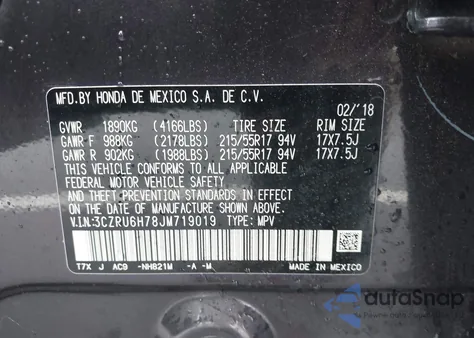 MFD.BY HONDA DE MEXICO S.A. DE C.V.
02/'18
GVWR 1890KG (4166LBS) TIRE SIZE RIM SIZE
GAWR F 988KG (2178LBS) 215/55R17 94V 17X7.5J
GAWR R 902KG (1988LBS) 215/55R17 94V 17X7.5J
THIS VEHICLE CONFORMS TO ALL APPLICABLE
FEDERAL MOTOR VEHICLE SAFETY
AND THEFT PREVENTION STANDARDS IN EFFECT
ON THE DATE OF MANUFACTURE SHOWN ABOVE.
V.I.N:3CZRU6H78JM719019 TYPE: MPV
T7X J AC9 -NH821M -A -M MADE IN MEXICO
autaSnap